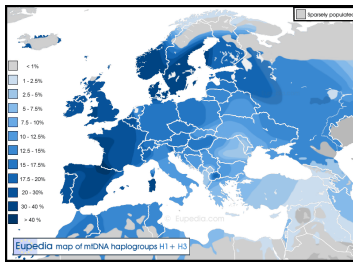 Sparsely populated
< 1%
1 - 2.5%
2.5 - 5%
5 - 7.5%
7.5 - 10%
10 - 12.5%
12.5 - 15%
15 - 17.5%
17.5 - 20%
20 - 30%
30 - 40 %
> 40 %
© Eupedia.com
Eupedia map of mtDNA haplogroups H1 + H3